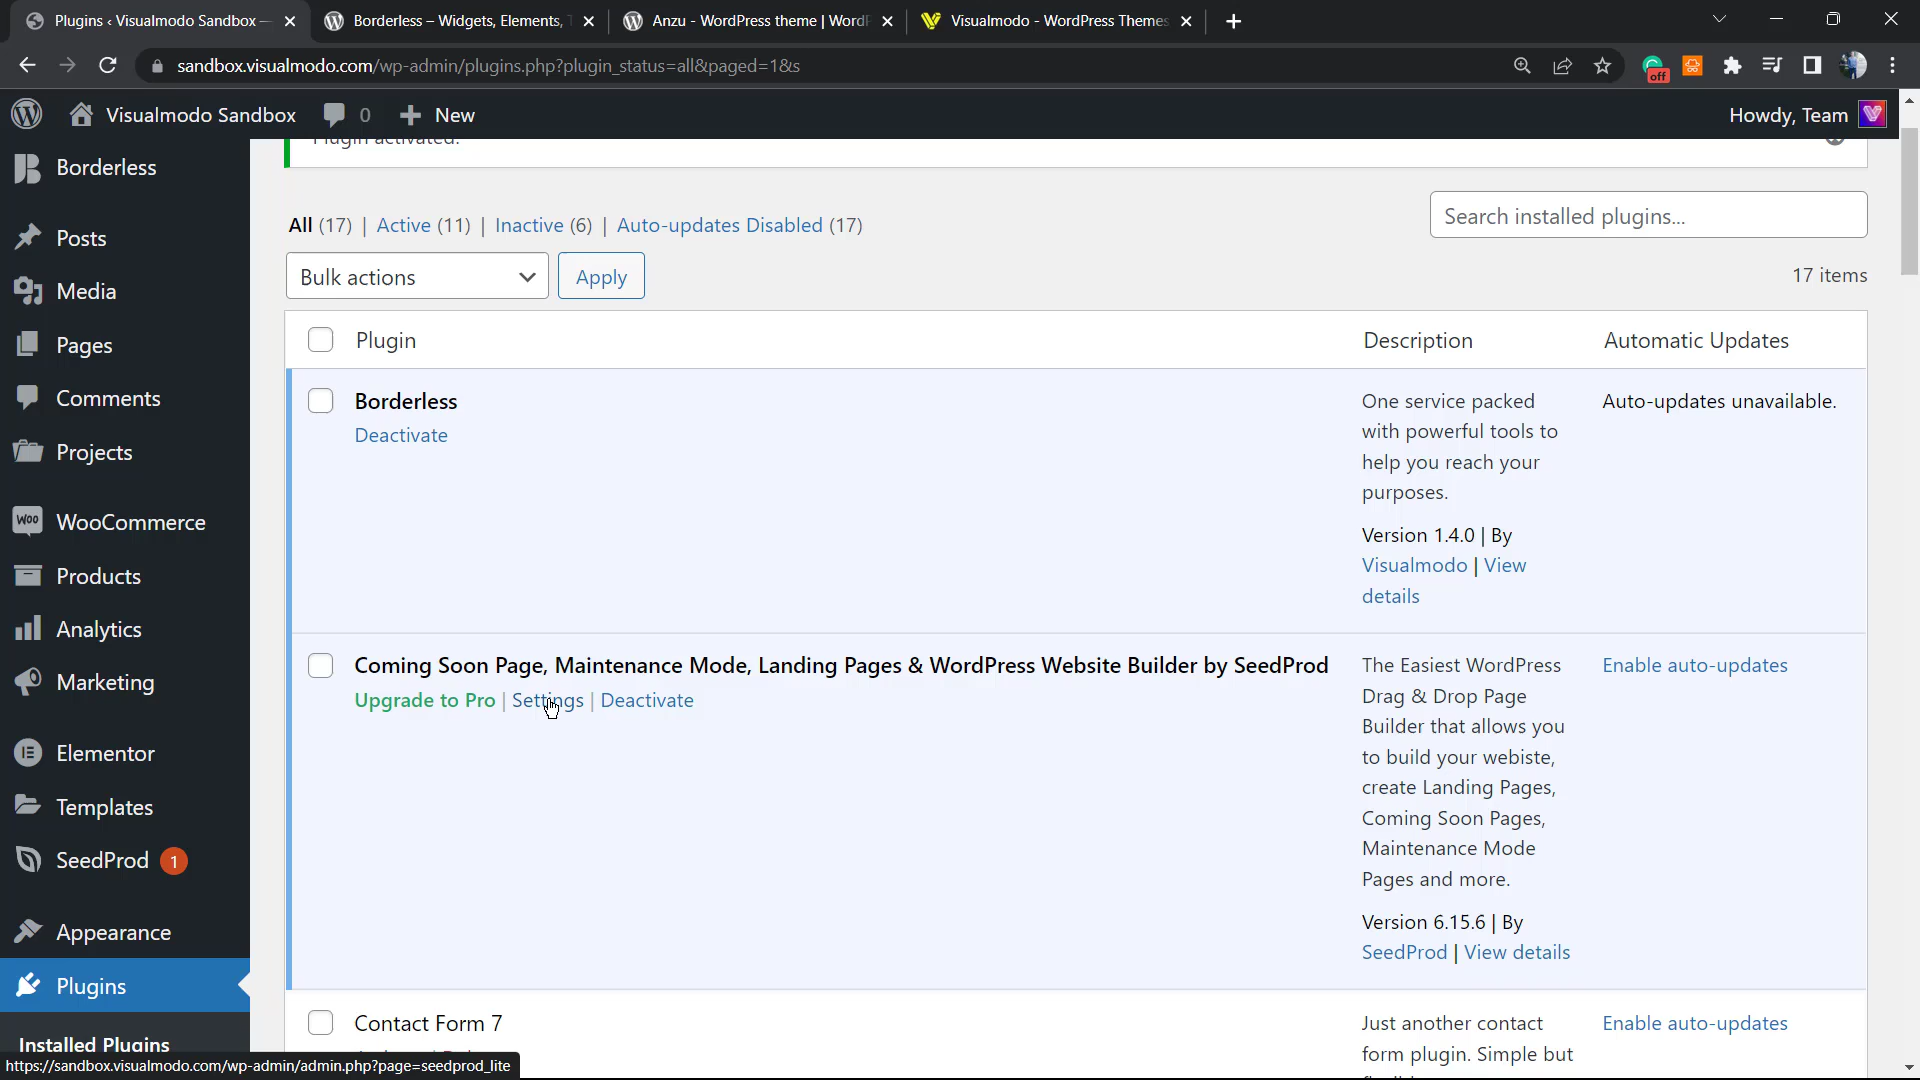 Plugins ‹ Visualmodo Sandbox —
Borderless – Widgets, Elements,
Anzu - WordPress theme | Word
Visualmodo - WordPress Themes
sandbox.visualmodo.com/wp-admin/plugins.php?plugin_status=all&paged=1&s
off
Visualmodo Sandbox 0 New
Howdy, Team
Borderless
Posts
Media
Pages
Comments
Projects
WOO WooCommerce
Products
Analytics
Marketing
Elementor
Templates
SeedProd 1
Appearance
Plugins
Installed Plugins
Plugin activated.
All (17) | Active (11) | Inactive (6) | Auto-updates Disabled (17)
Search installed plugins...
Bulk actions
Apply
17 items
Plugin
Description
Automatic Updates
Borderless
Deactivate
One service packed
with powerful tools to
help you reach your
purposes.
Version 1.4.0 | By
Visualmodo | View
details
Auto-updates unavailable.
Coming Soon Page, Maintenance Mode, Landing Pages & WordPress Website Builder by SeedProd
Upgrade to Pro | Settings | Deactivate
The Easiest WordPress
Drag & Drop Page
Builder that allows you
to build your webiste,
create Landing Pages,
Coming Soon Pages,
Maintenance Mode
Pages and more.
Version 6.15.6 | By
SeedProd | View details
Enable auto-updates
Contact Form 7
Just another contact
form plugin. Simple but
Enable auto-updates
https://sandbox.visualmodo.com/wp-admin/admin.php?page=seedprod_lite